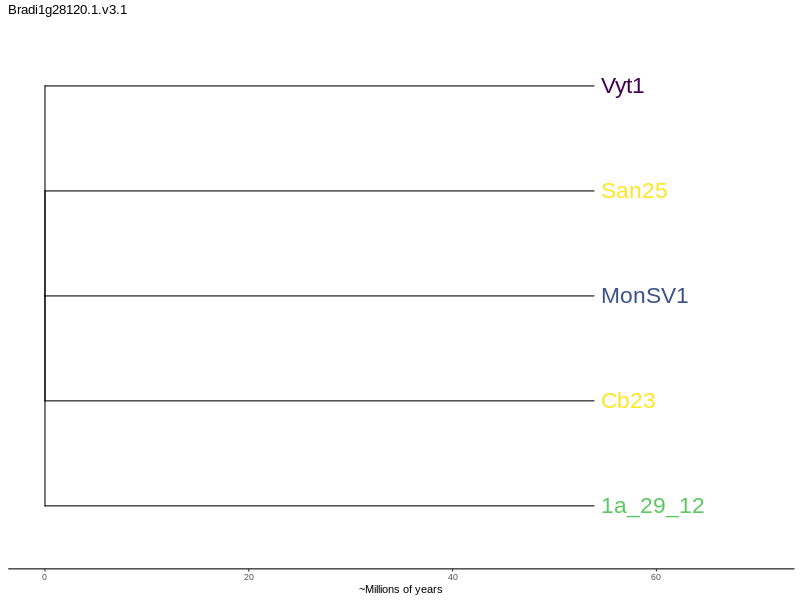 Bradi1g28120.1.v3.1
Vyt1
San25
MonSV1
Cb23
1a_29_12
0 20 40 60
~Millions of years